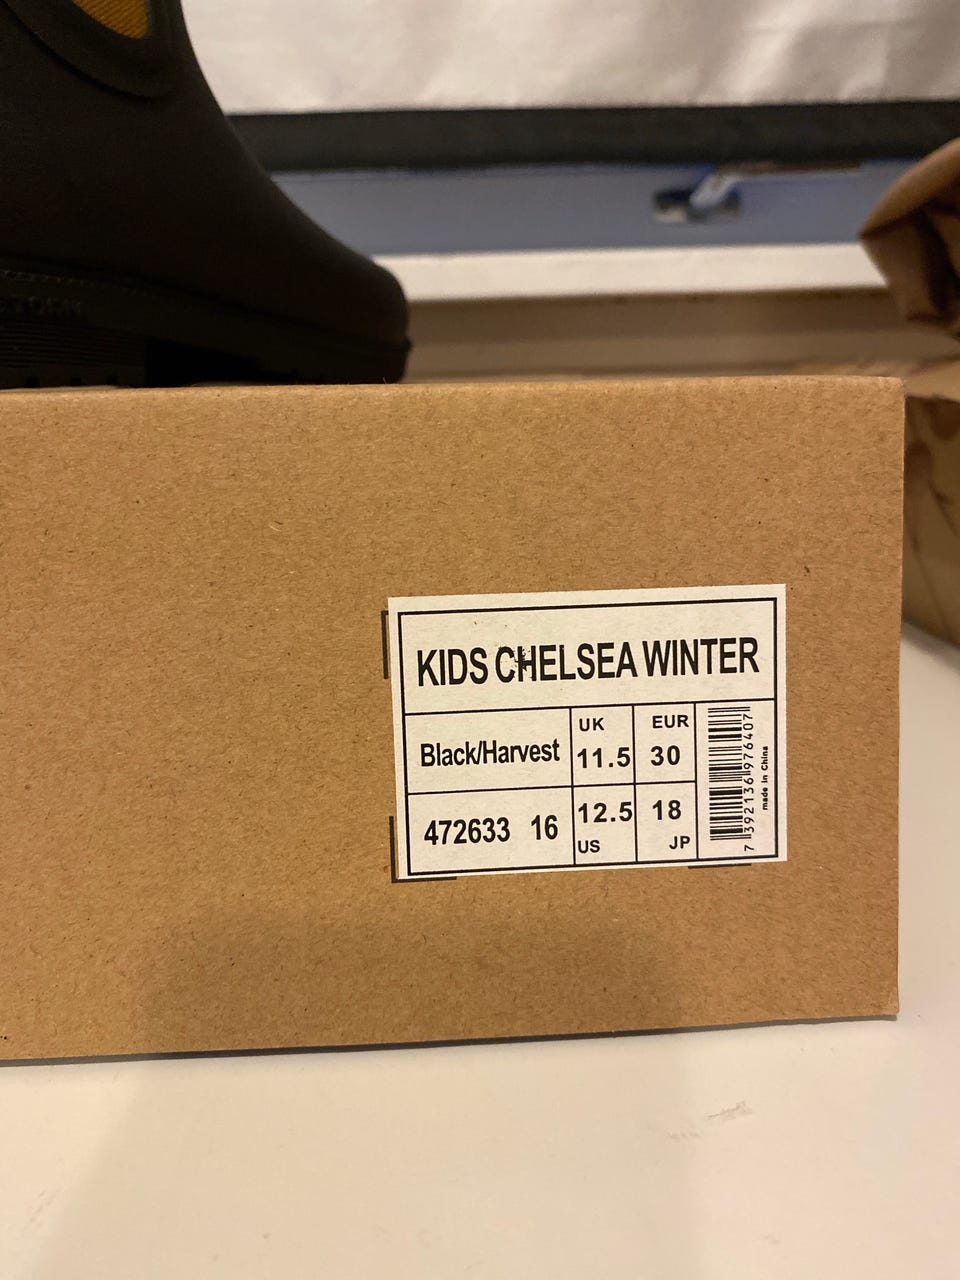 KIDS CHELSEA WINTER
Black/Harvest
UK
11.5
EUR
30
472633 16
12.5
US
18
JP
7 392136 976407
made in China